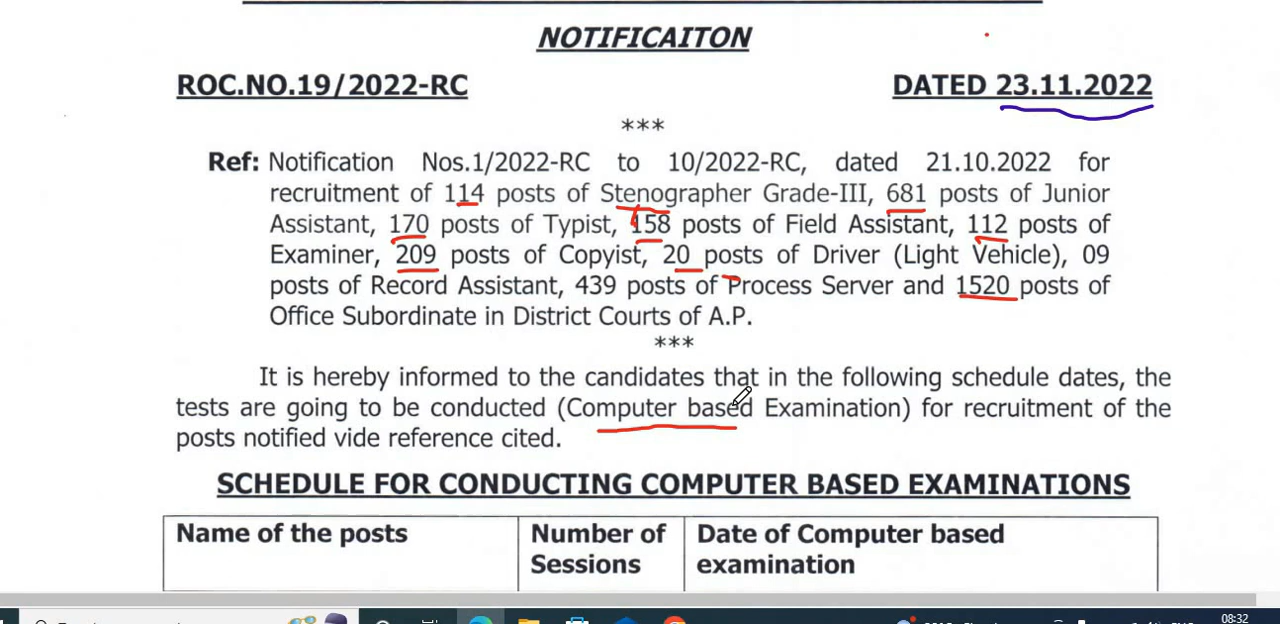 NOTIFICAITON
ROC.NO.19/2022-RC DATED 23.11.2022
***
Ref: Notification Nos.1/2022-RC to 10/2022-RC, dated 21.10.2022 for
recruitment of 114 posts of Stenographer Grade-III, 681 posts of Junior
Assistant, 170 posts of Typist, 158 posts of Field Assistant, 112 posts of
Examiner, 209 posts of Copyist, 20 posts of Driver (Light Vehicle), 09
posts of Record Assistant, 439 posts of Process Server and 1520 posts of
Office Subordinate in District Courts of A.P.
***
It is hereby informed to the candidates that in the following schedule dates, the
tests are going to be conducted (Computer based Examination) for recruitment of the
posts notified vide reference cited.
SCHEDULE FOR CONDUCTING COMPUTER BASED EXAMINATIONS
Name of the posts Number of Sessions Date of Computer based examination
08:32